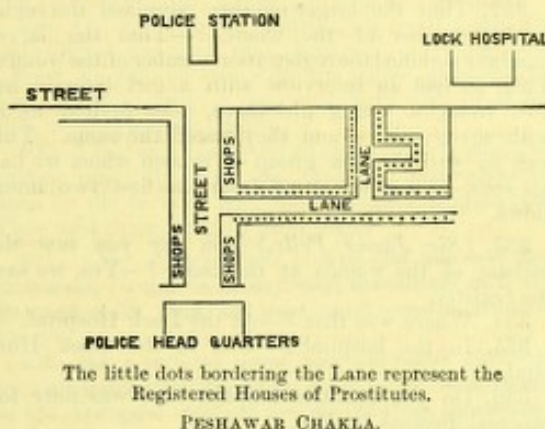 POLICE STATION
LOCK HOSPITAL
STREET
SHOPS
STREET
SHOPS
LANE
LANE
SHOPS
SHOPS
POLICE HEAD QUARTERS
The little dots bordering the Lane represent the
Registered Houses of Prostitutes.
PESHAWAR CHAKLA.